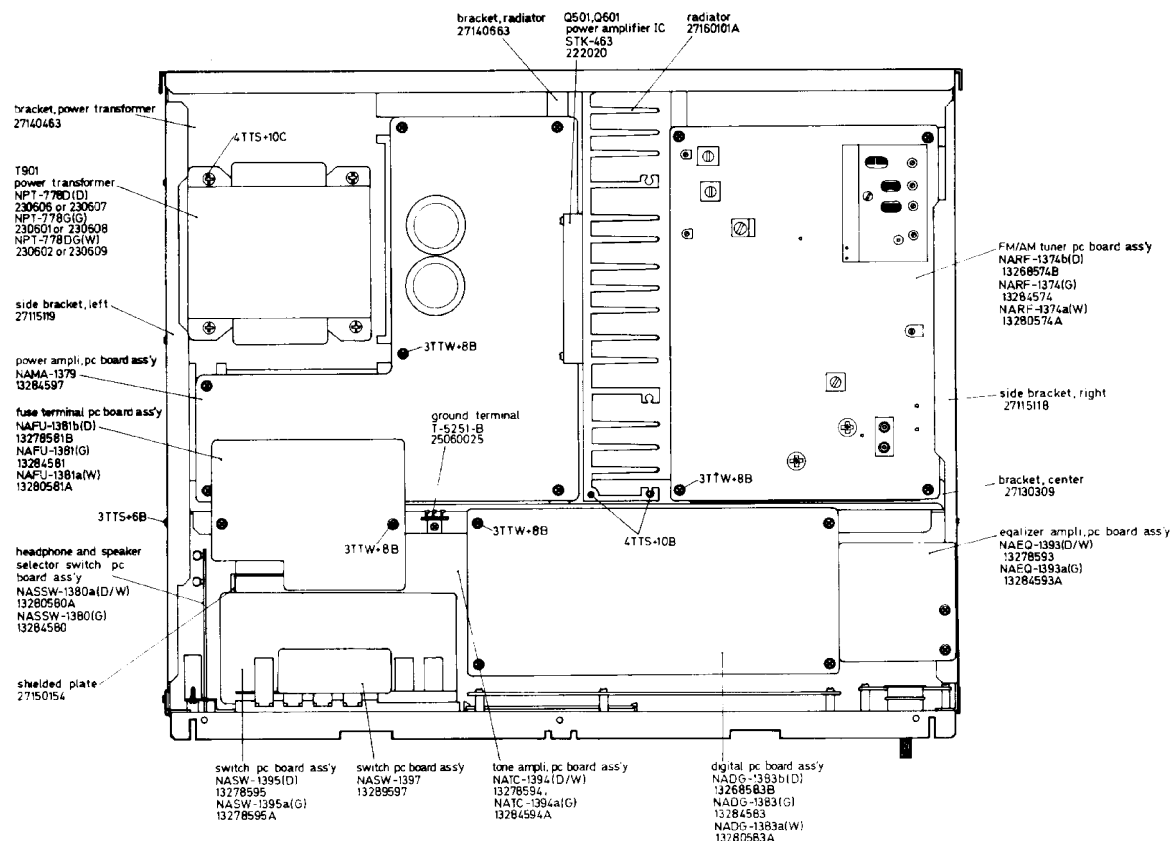 bracket, radiator
27140663
Q501,Q601
power amplifier IC
STK-463
222020
radiator
27160101A
bracket, power transformer
27140463
4TTS+10C
T901
power transformer
NPT-778D(D)
230606 or 230607
NPT-778G(G)
230601 or 230608
NPT-778DG(W)
230602 or 230609
side bracket, left
27115119
power ampli, pc board ass'y
NAMA-1379
13284597
fuse terminal pc board ass'y
NAFU-1381b(D)
13278581B
NAFU-1381(G)
13284581
NAFU-1381a(W)
13280581A
3TTS+6B
headphone and speaker
selector switch pc
board ass'y
NASSW-1380a(D/W)
13280580A
NASSW-1380(G)
13284580
shielded plate
27150154
3TTW+8B
ground terminal
T-5251-B
25060025
3TTW+8B
3TTW+8B
4TTS+10B
3TTW+8B
FM/AM tuner pc board ass'y
NARF-1374b(D)
13268574B
NARF-1374(G)
13284574
NARF-1374a(W)
13280574A
side bracket, right
27115118
bracket, center
27130309
eqalizer ampli, pc board ass'y
NAEQ-1393(D/W)
13278593
NAEQ-1393a(G)
13284593A
switch pc board ass'y
NASW-1395(D)
13278595
NASW-1395a(G)
13278595A
switch pc board ass'y
NASW-1397
13289597
tone ampli, pc board ass'y
NATC-1394(D/W)
13278594,
NATC-1394a(G)
13284594A
digital pc board ass'y
NADG-1383b(D)
13268583B
NADG-1383(G)
13284583
NADG-1383a(W)
13280583A